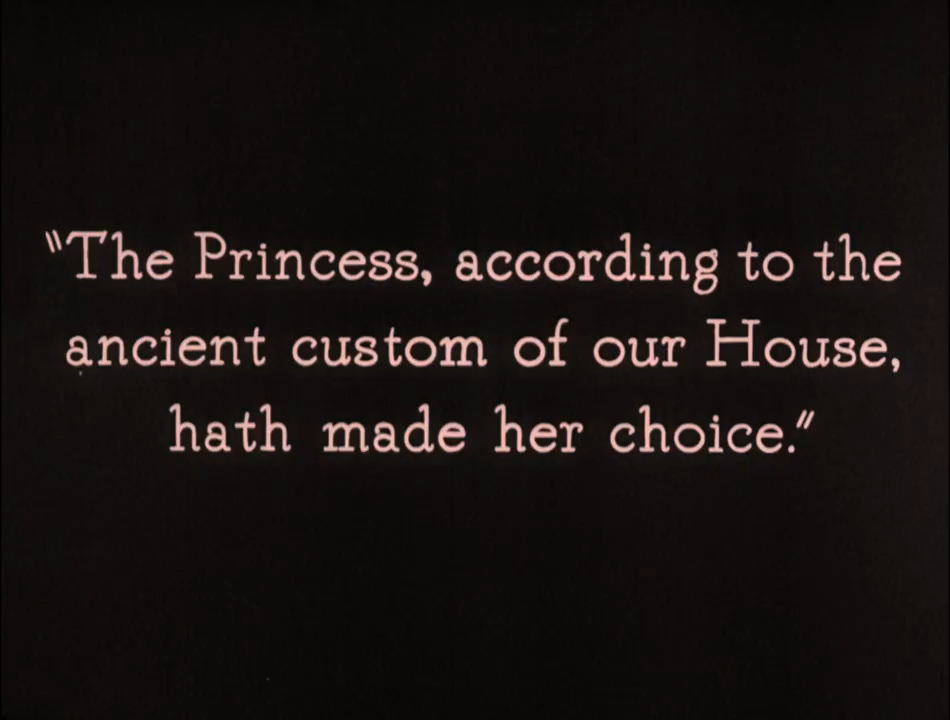 "The Princess, according to the
ancient custom of our House,
hath made her choice."